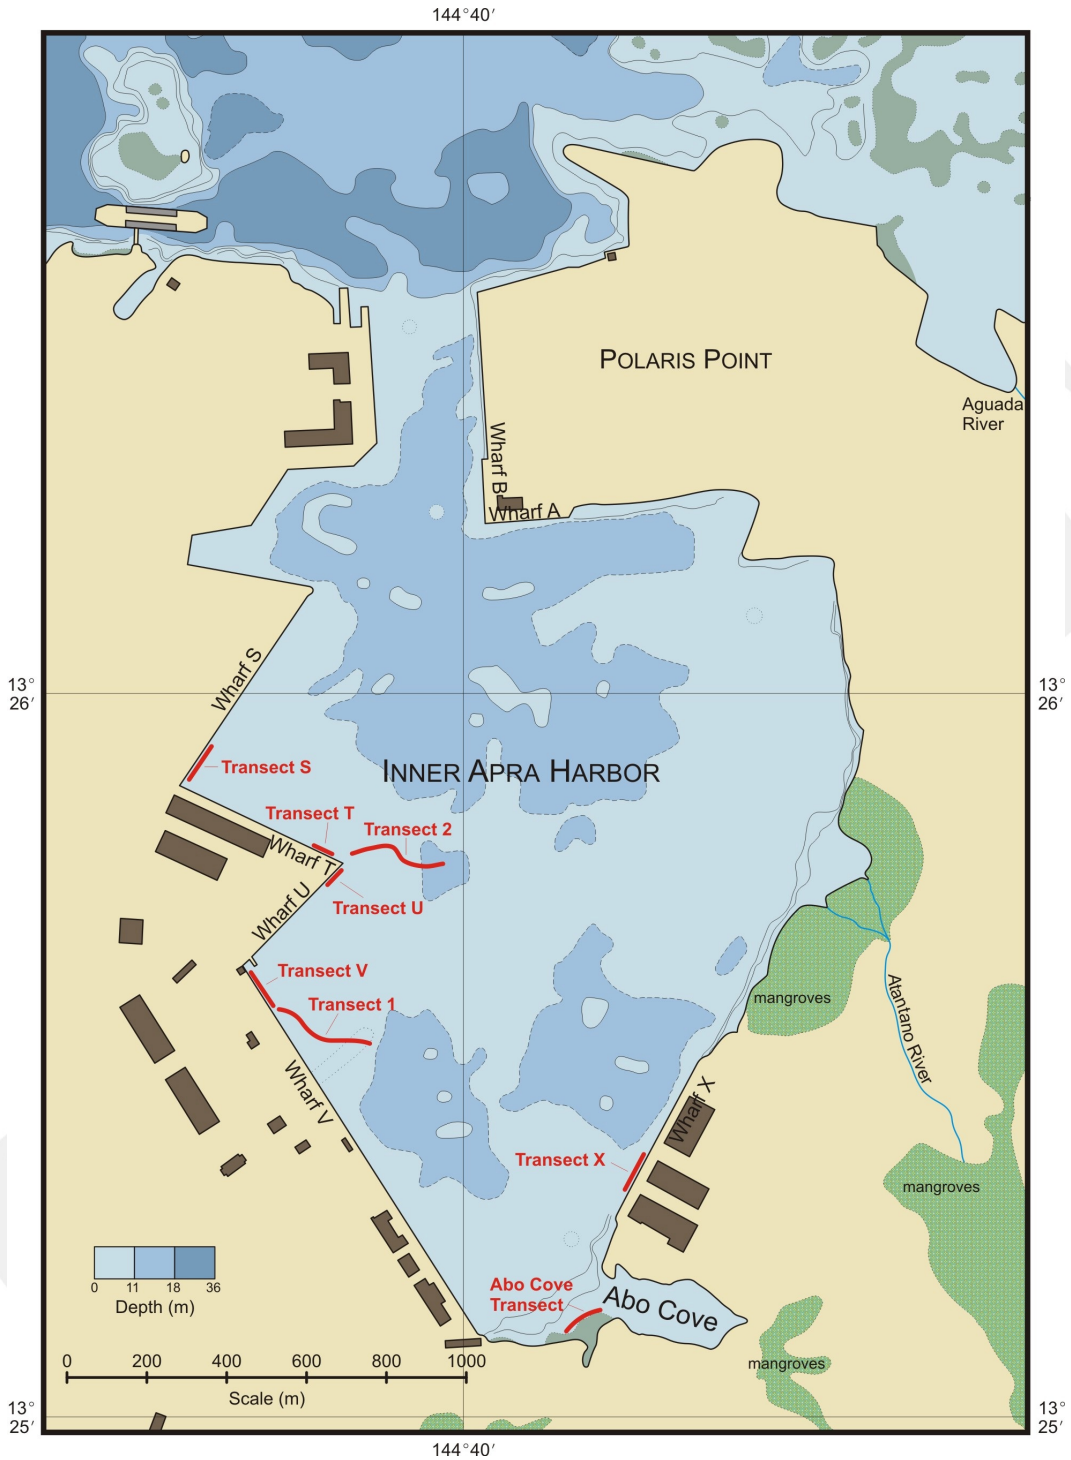 144°40′
POLARIS POINT
Aguada
River
Wharf B
Wharf A
Wharf S
13°
26′
13°
26′
Transect S
INNER APRA HARBOR
Transect T
Transect 2
Wharf T
Transect U
Wharf U
Transect V
Transect 1
mangroves
Atantano River
Wharf V
Wharf X
Transect X
mangroves
0 11 18 36
Depth (m)
Abo Cove
Transect
Abo Cove
0 200 400 600 800 1000
Scale (m)
mangroves
13°
25′
13°
25′
144°40′